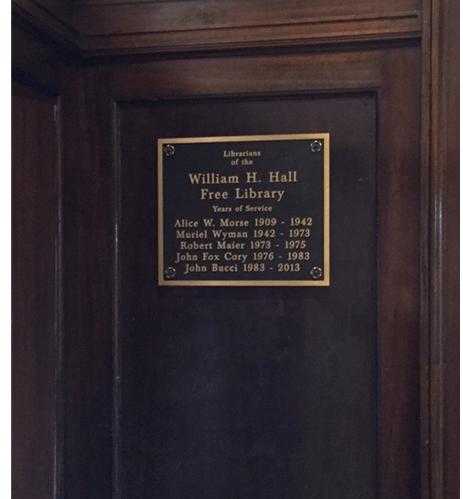 Librarians
of the
William H. Hall
Free Library
Years of Service
Alice W. Morse 1909 - 1942
Muriel Wyman 1942 - 1973
Robert Maier 1973 - 1975
John Fox Cory 1976 - 1983
John Bucci 1983 - 2013